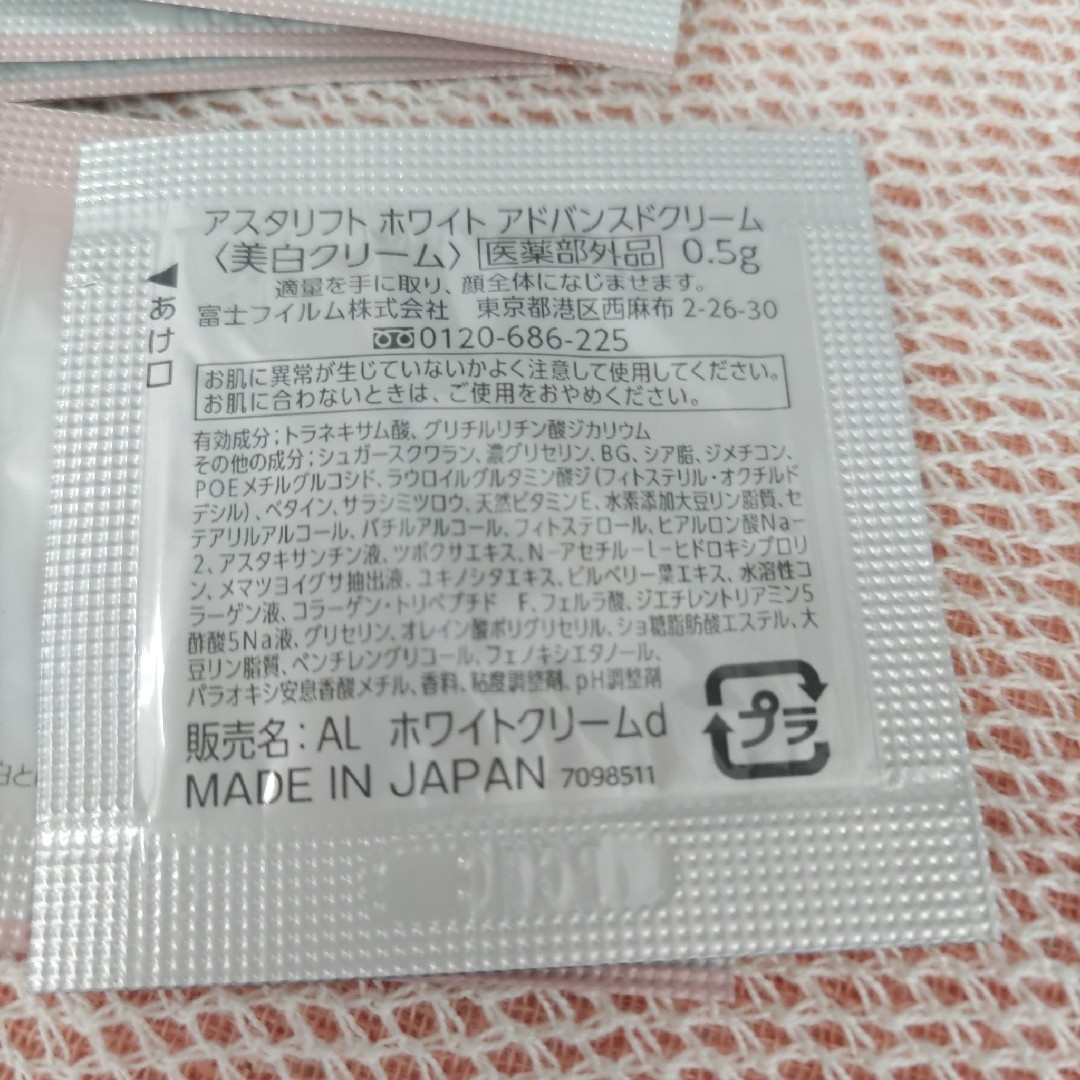 アスタリフト ホワイト アドバンスドクリーム
〈美白クリーム〉 医薬部外品 0.5g
適量を手に取り、顔全体になじませます。
富士フイルム株式会社 東京都港区西麻布 2-26-30
0120-686-225
◀あけ口
お肌に異常が生じていないかよく注意して使用してください。
お肌に合わないときは、ご使用をおやめください。
有効成分；トラネキサム酸、グリチルリチン酸ジカリウム
その他の成分；シュガースクワラン、濃グリセリン、BG、シア脂、ジメチコン、
POEメチルグルコシド、ラウロイルグルタミン酸ジ（フィトステリル・オクチルド
デシル）、ベタイン、サラシミツロウ、天然ビタミンE、水素添加大豆リン脂質、セ
テアリルアルコール、バチルアルコール、フィトステロール、ヒアルロン酸Na－
2、アスタキサンチン液、ツボクサエキス、N－アセチル－L－ヒドロキシプロリ
ン、メマツヨイグサ抽出液、ユキノシタエキス、ビルベリー葉エキス、水溶性コ
ラーゲン液、コラーゲン・トリペプチド F、フェルラ酸、ジエチレントリアミン5
酢酸5Na液、グリセリン、オレイン酸ポリグリセリル、ショ糖脂肪酸エステル、大
豆リン脂質、ペンチレングリコール、フェノキシエタノール、
パラオキシ安息香酸メチル、香料、粘度調整剤、pH調整剤
プラ
販売名：AL ホワイトクリームd
MADE IN JAPAN 7098511